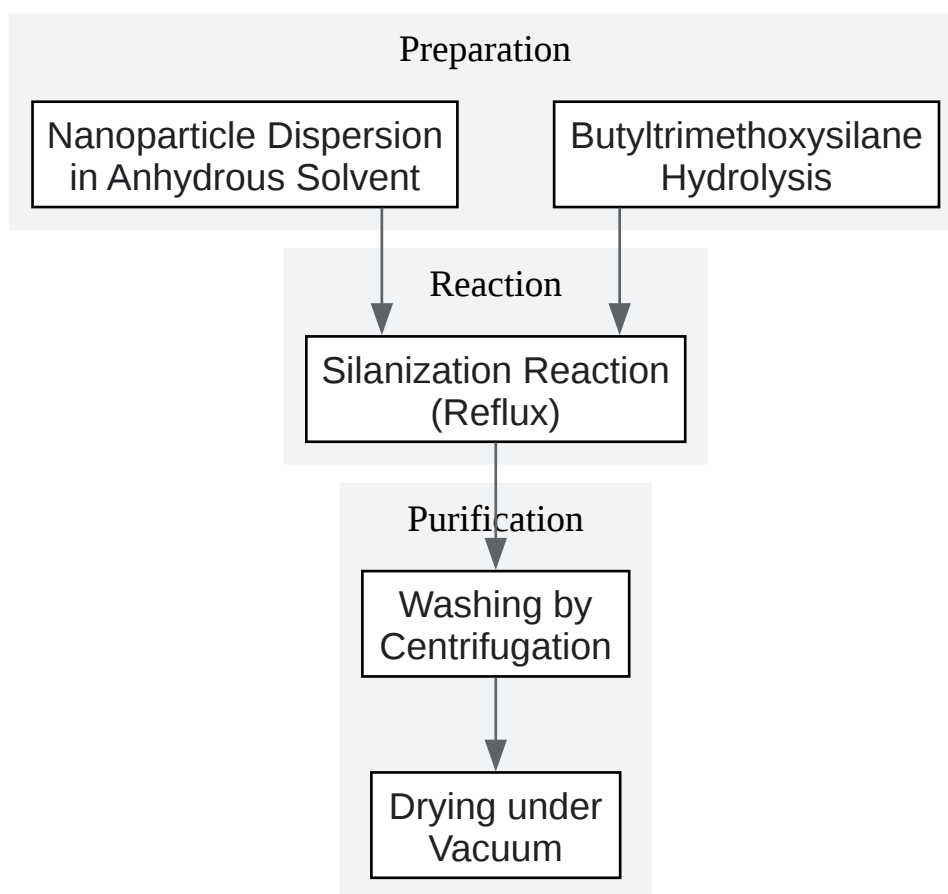 Preparation
Nanoparticle Dispersion
in Anhydrous Solvent
Butyltrimethoxysilane
Hydrolysis
Reaction
Silanization Reaction
(Reflux)
Purification
Washing by
Centrifugation
Drying under
Vacuum